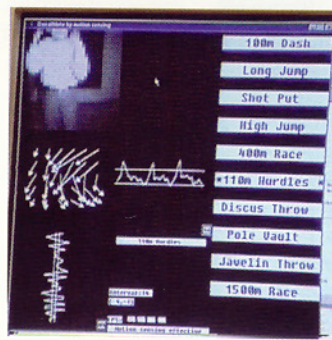 100m Dash
Long Jump
Shot Put
High Jump
400m Race
*110m Hurdles *
Discus Throw
110m Hurdles
Pole Vault
Javelin Throw
1500m Race
Motion sensing